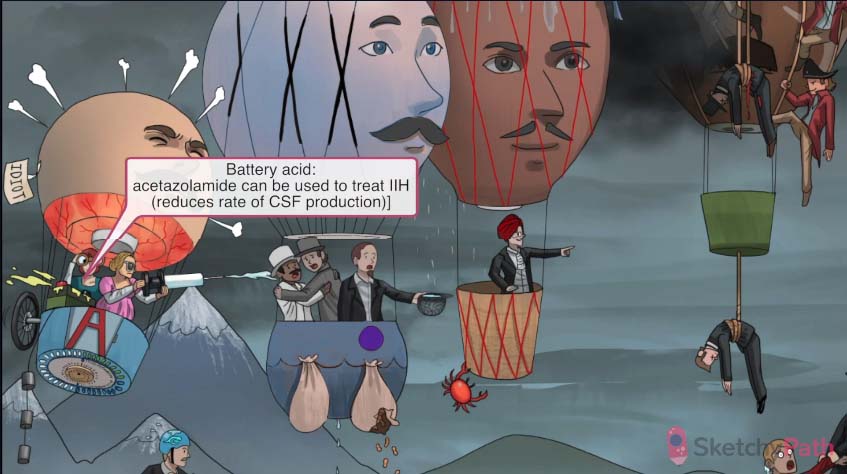 Battery acid:
acetazolamide can be used to treat IIH
(reduces rate of CSF production)]
IDIOT
A
SketchyPath